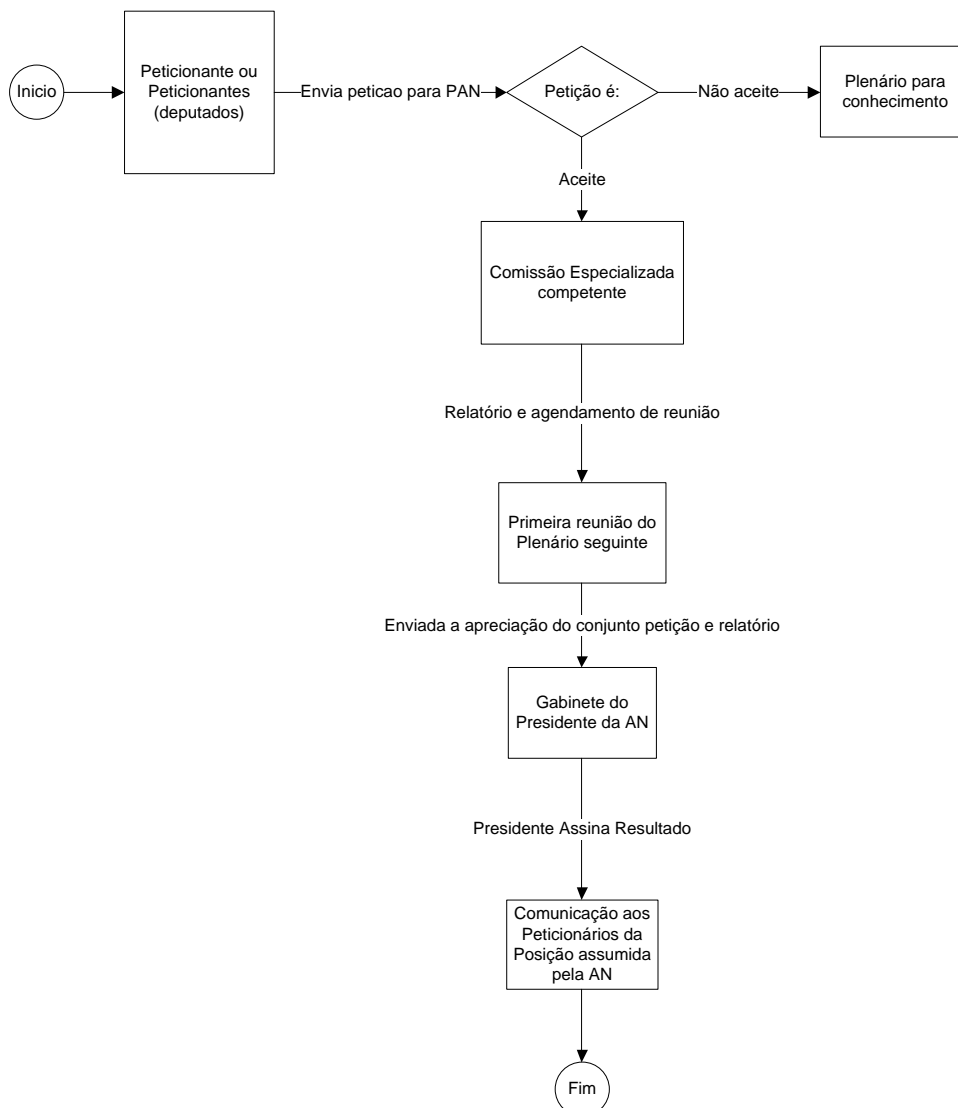 Inicio
Peticionante ou
Peticionantes
(deputados)
Envia peticao para PAN
Petição é:
Não aceite
Plenário para
conhecimento
Aceite
Comissão Especializada
competente
Relatório e agendamento de reunião
Primeira reunião do
Plenário seguinte
Enviada a apreciação do conjunto petição e relatório
Gabinete do
Presidente da AN
Presidente Assina Resultado
Comunicação aos
Peticionários da
Posição assumida
pela AN
Fim